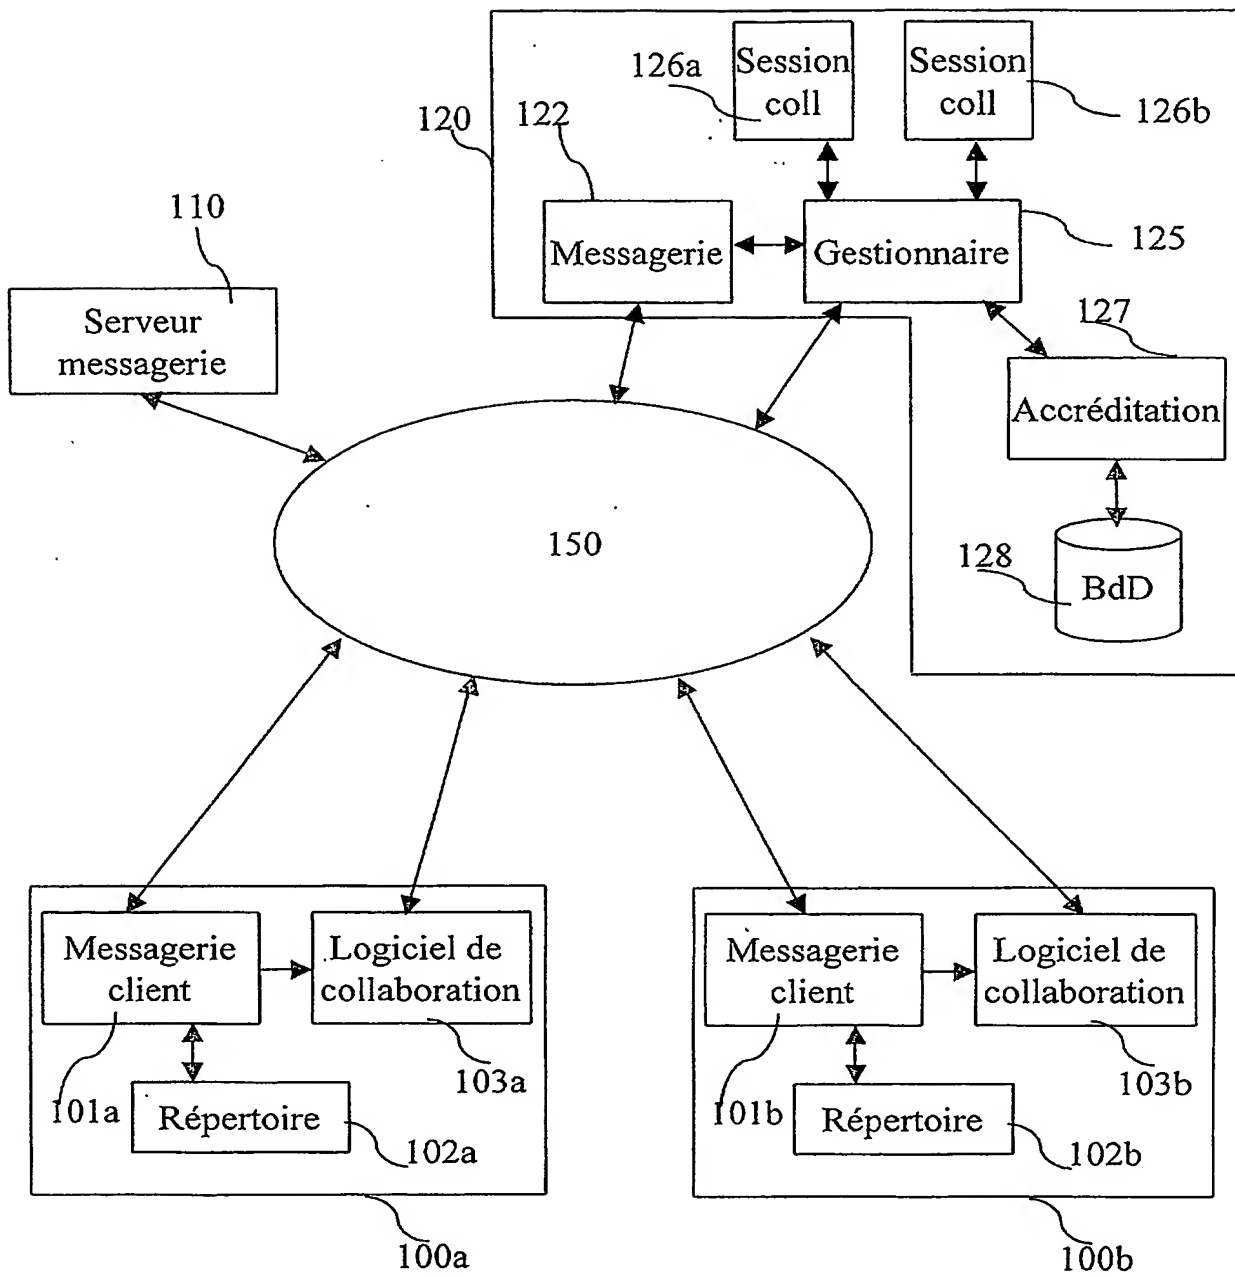 126a
Session
coll
Session
coll
126b
120
122
110
Messagerie
Gestionnaire
125
Serveur
messagerie
127
Accréditation
150
128
BdD
Messagerie
client
Logiciel de
collaboration
Messagerie
client
Logiciel de
collaboration
101a
Répertoire
103a
102a
101b
Répertoire
103b
102b
100a
100b